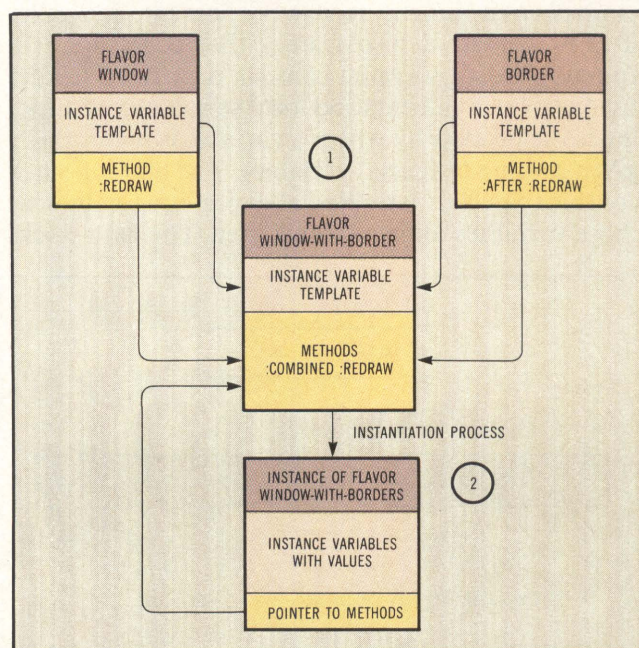 FLAVOR
WINDOW
INSTANCE VARIABLE
TEMPLATE
METHOD
:REDRAW
FLAVOR
BORDER
INSTANCE VARIABLE
TEMPLATE
METHOD
:AFTER :REDRAW
1
FLAVOR
WINDOW-WITH-BORDER
INSTANCE VARIABLE
TEMPLATE
METHODS
:COMBINED :REDRAW
INSTANTIATION PROCESS
2
INSTANCE OF FLAVOR
WINDOW-WITH-BORDERS
INSTANCE VARIABLES
WITH VALUES
POINTER TO METHODS